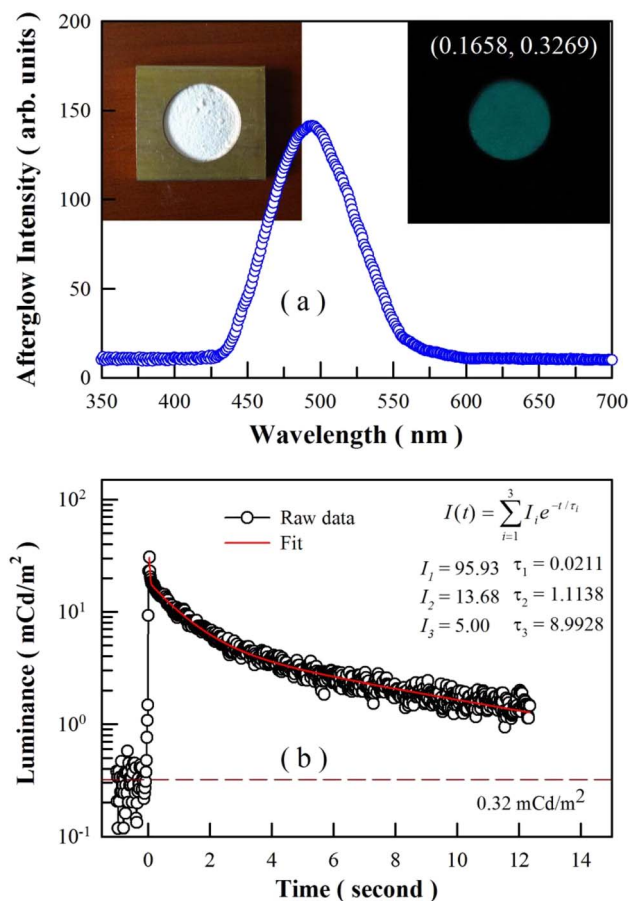 200
150
100
50
0
Afterglow Intensity ( arb. units )
(0.1658, 0.3269)
( a )
350 400 450 500 550 600 650 700
Wavelength ( nm )
10²
10¹
10⁰
10⁻¹
Luminance ( mCd/m² )
Raw data
Fit
I(t) = ∑³ᵢ₌₁ Iᵢ e^(-t/τᵢ)
I₁ = 95.93 τ₁ = 0.0211
I₂ = 13.68 τ₂ = 1.1138
I₃ = 5.00 τ₃ = 8.9928
( b )
0.32 mCd/m²
0 2 4 6 8 10 12 14
Time ( second )